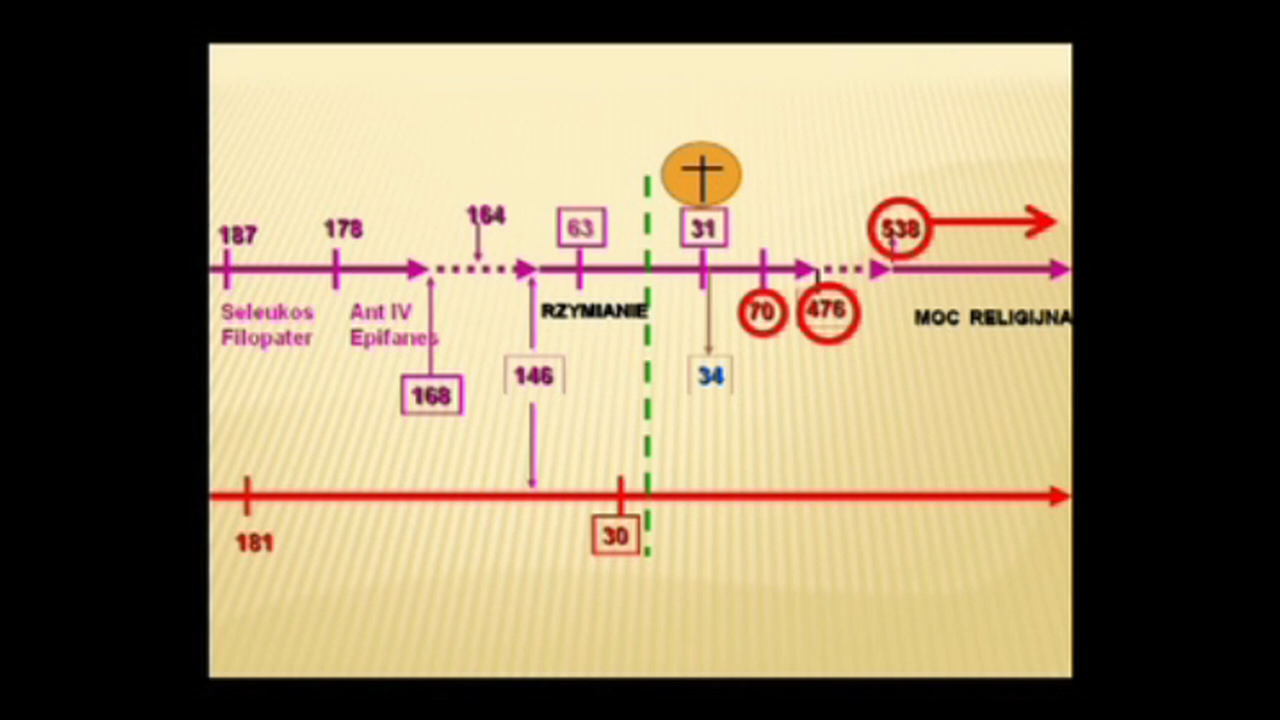 187
178
164
63
31
538
Seleukos
Filopater
Ant IV
Epifanes
RZYMIANIE
70
476
MOC RELIGIJNA
168
146
34
181
30